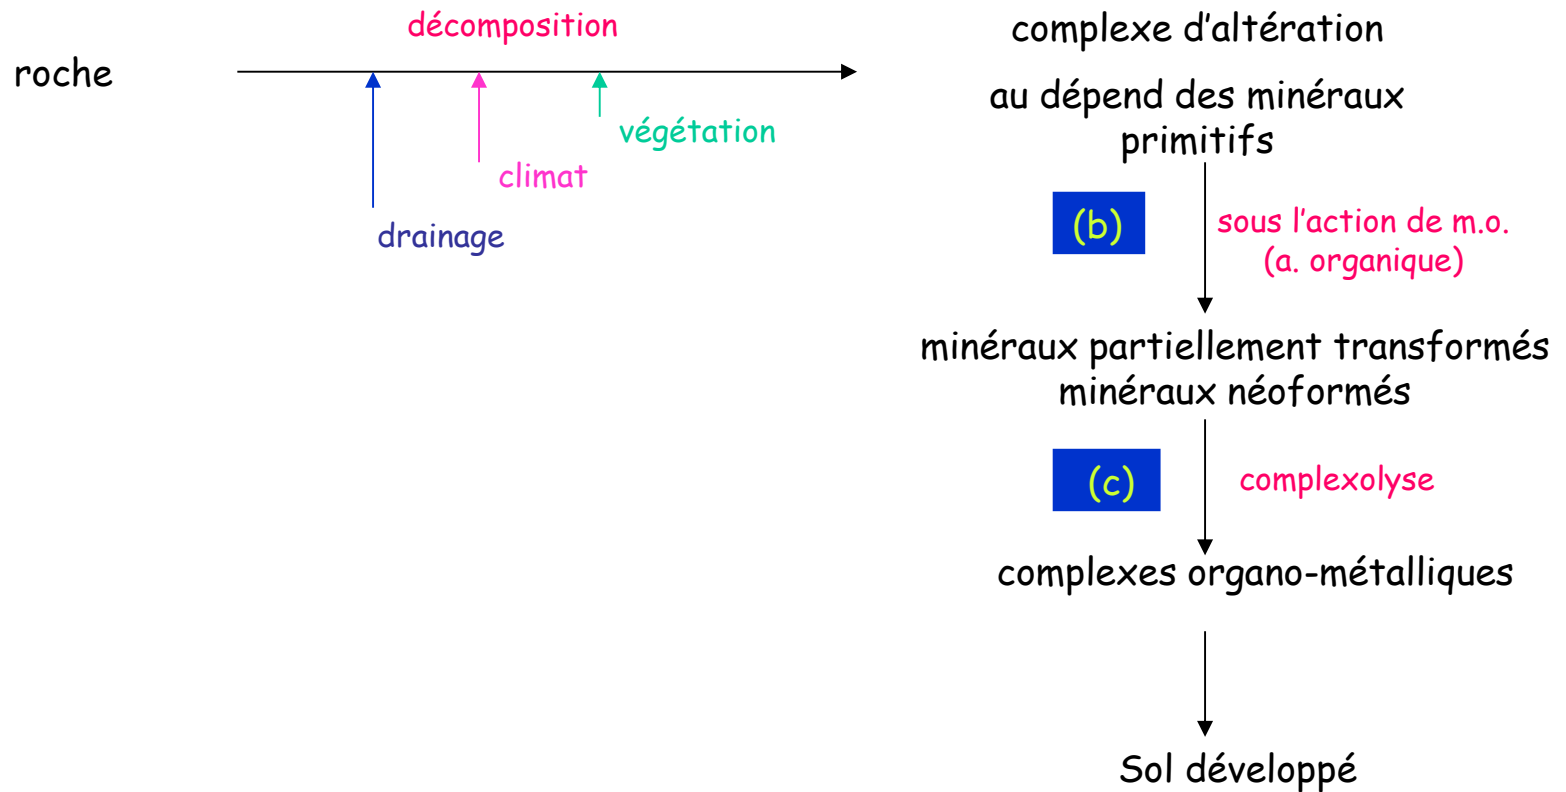 décomposition
roche
végétation
climat
drainage
complexe d’altération
au dépend des minéraux
primitifs
(b)
sous l’action de m.o.
(a. organique)
minéraux partiellement transformés
minéraux néoformés
(c)
complexolyse
complexes organo-métalliques
Sol développé